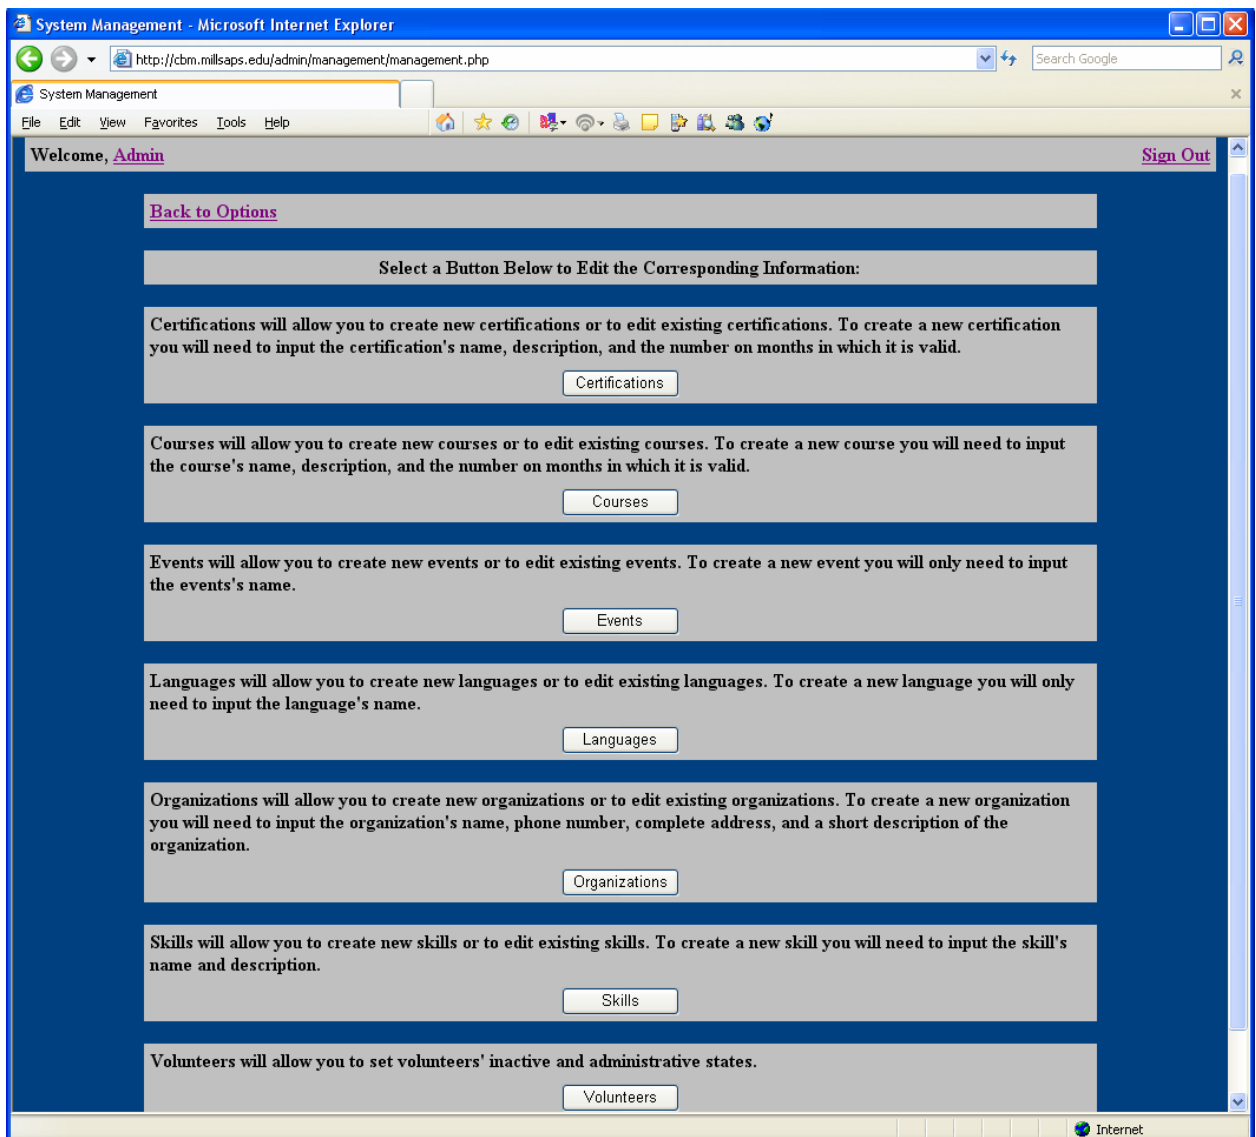 System Management - Microsoft Internet Explorer
http://cbm.millsaps.edu/admin/management/management.php
Search Google
System Management
File Edit View Favorites Tools Help
Welcome, Admin
Sign Out
Back to Options
Select a Button Below to Edit the Corresponding Information:
Certifications will allow you to create new certifications or to edit existing certifications. To create a new certification
you will need to input the certification's name, description, and the number on months in which it is valid.
Certifications
Courses will allow you to create new courses or to edit existing courses. To create a new course you will need to input
the course's name, description, and the number on months in which it is valid.
Courses
Events will allow you to create new events or to edit existing events. To create a new event you will only need to input
the events's name.
Events
Languages will allow you to create new languages or to edit existing languages. To create a new language you will only
need to input the language's name.
Languages
Organizations will allow you to create new organizations or to edit existing organizations. To create a new organization
you will need to input the organization's name, phone number, complete address, and a short description of the
organization.
Organizations
Skills will allow you to create new skills or to edit existing skills. To create a new skill you will need to input the skill's
name and description.
Skills
Volunteers will allow you to set volunteers' inactive and administrative states.
Volunteers
Internet